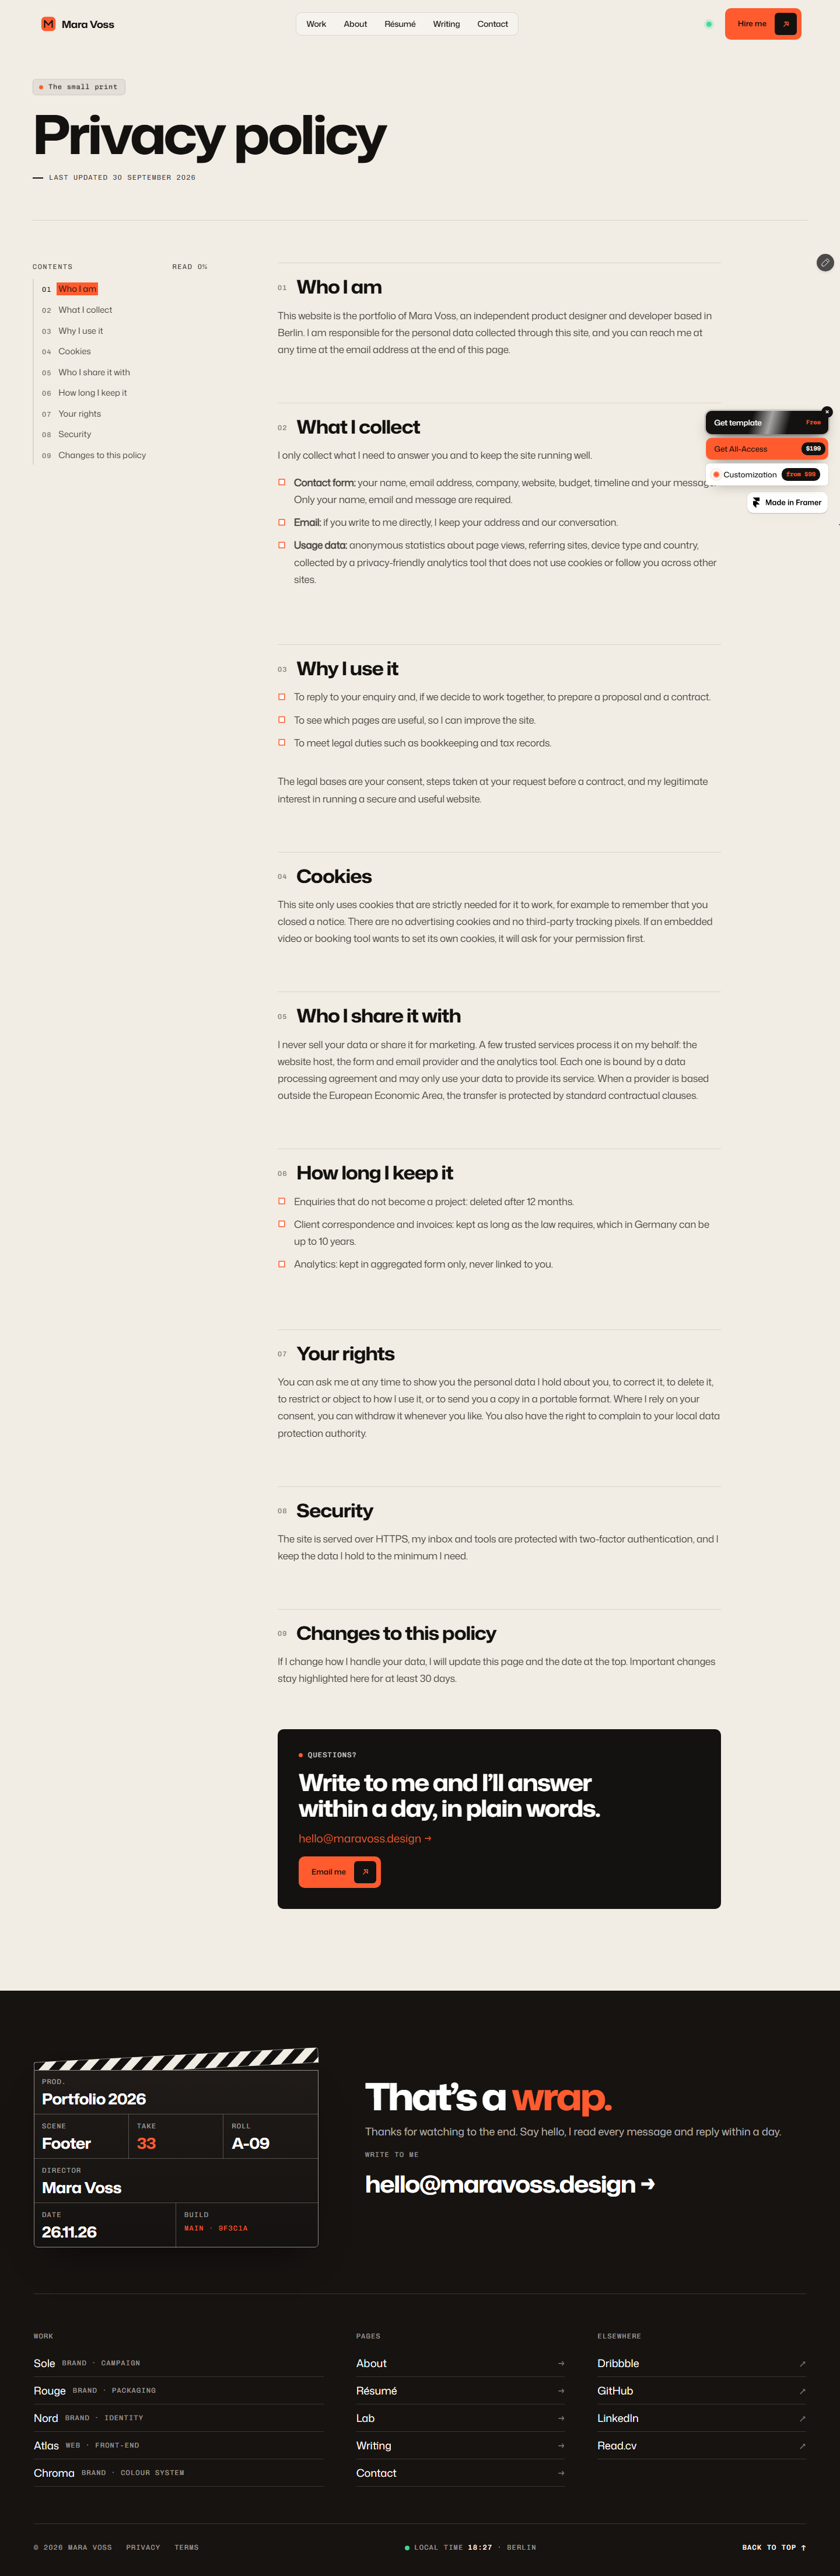 Mara Voss
Work About Résumé Writing Contact
Hire me
The small print
Privacy policy
LAST UPDATED 30 SEPTEMBER 2026
CONTENTS READ 0%
01 Who I am
02 What I collect
03 Why I use it
04 Cookies
05 Who I share it with
06 How long I keep it
07 Your rights
08 Security
09 Changes to this policy
01 Who I am
This website is the portfolio of Mara Voss, an independent product designer and developer based in
Berlin. I am responsible for the personal data collected through this site, and you can reach me at
any time at the email address at the end of this page.
02 What I collect
I only collect what I need to answer you and to keep the site running well.
Contact form: your name, email address, company, website, budget, timeline and your message.
Only your name, email and message are required.
Email: if you write to me directly, I keep your address and our conversation.
Usage data: anonymous statistics about page views, referring sites, device type and country,
collected by a privacy-friendly analytics tool that does not use cookies or follow you across other
sites.
Get template Free
Get All-Access $199
Customization from $99
Made in Framer
03 Why I use it
To reply to your enquiry and, if we decide to work together, to prepare a proposal and a contract.
To see which pages are useful, so I can improve the site.
To meet legal duties such as bookkeeping and tax records.
The legal bases are your consent, steps taken at your request before a contract, and my legitimate
interest in running a secure and useful website.
04 Cookies
This site only uses cookies that are strictly needed for it to work, for example to remember that you
closed a notice. There are no advertising cookies and no third-party tracking pixels. If an embedded
video or booking tool wants to set its own cookies, it will ask for your permission first.
05 Who I share it with
I never sell your data or share it for marketing. A few trusted services process it on my behalf: the
website host, the form and email provider and the analytics tool. Each one is bound by a data
processing agreement and may only use your data to provide its service. When a provider is based
outside the European Economic Area, the transfer is protected by standard contractual clauses.
06 How long I keep it
Enquiries that do not become a project: deleted after 12 months.
Client correspondence and invoices: kept as long as the law requires, which in Germany can be
up to 10 years.
Analytics: kept in aggregated form only, never linked to you.
07 Your rights
You can ask me at any time to show you the personal data I hold about you, to correct it, to delete it,
to restrict or object to how I use it, or to send you a copy in a portable format. Where I rely on your
consent, you can withdraw it whenever you like. You also have the right to complain to your local data
protection authority.
08 Security
The site is served over HTTPS, my inbox and tools are protected with two-factor authentication, and I
keep the data I hold to the minimum I need.
09 Changes to this policy
If I change how I handle your data, I will update this page and the date at the top. Important changes
stay highlighted here for at least 30 days.
QUESTIONS?
Write to me and I'll answer
within a day, in plain words.
hello@maravoss.design →
Email me
PROD.
Portfolio 2026
SCENE TAKE ROLL
Footer 33 A-09
DIRECTOR
Mara Voss
DATE BUILD
26.11.26 MAIN · 9F3C1A
That's a wrap.
Thanks for watching to the end. Say hello, I read every message and reply within a day.
WRITE TO ME
hello@maravoss.design →
WORK
Sole BRAND · CAMPAIGN
Rouge BRAND · PACKAGING
Nord BRAND · IDENTITY
Atlas WEB · FRONT-END
Chroma BRAND · COLOUR SYSTEM
PAGES
About →
Résumé →
Lab →
Writing →
Contact →
ELSEWHERE
Dribbble ↗
GitHub ↗
LinkedIn ↗
Read.cv ↗
© 2026 MARA VOSS PRIVACY TERMS
LOCAL TIME 18:27 · BERLIN
BACK TO TOP ↑